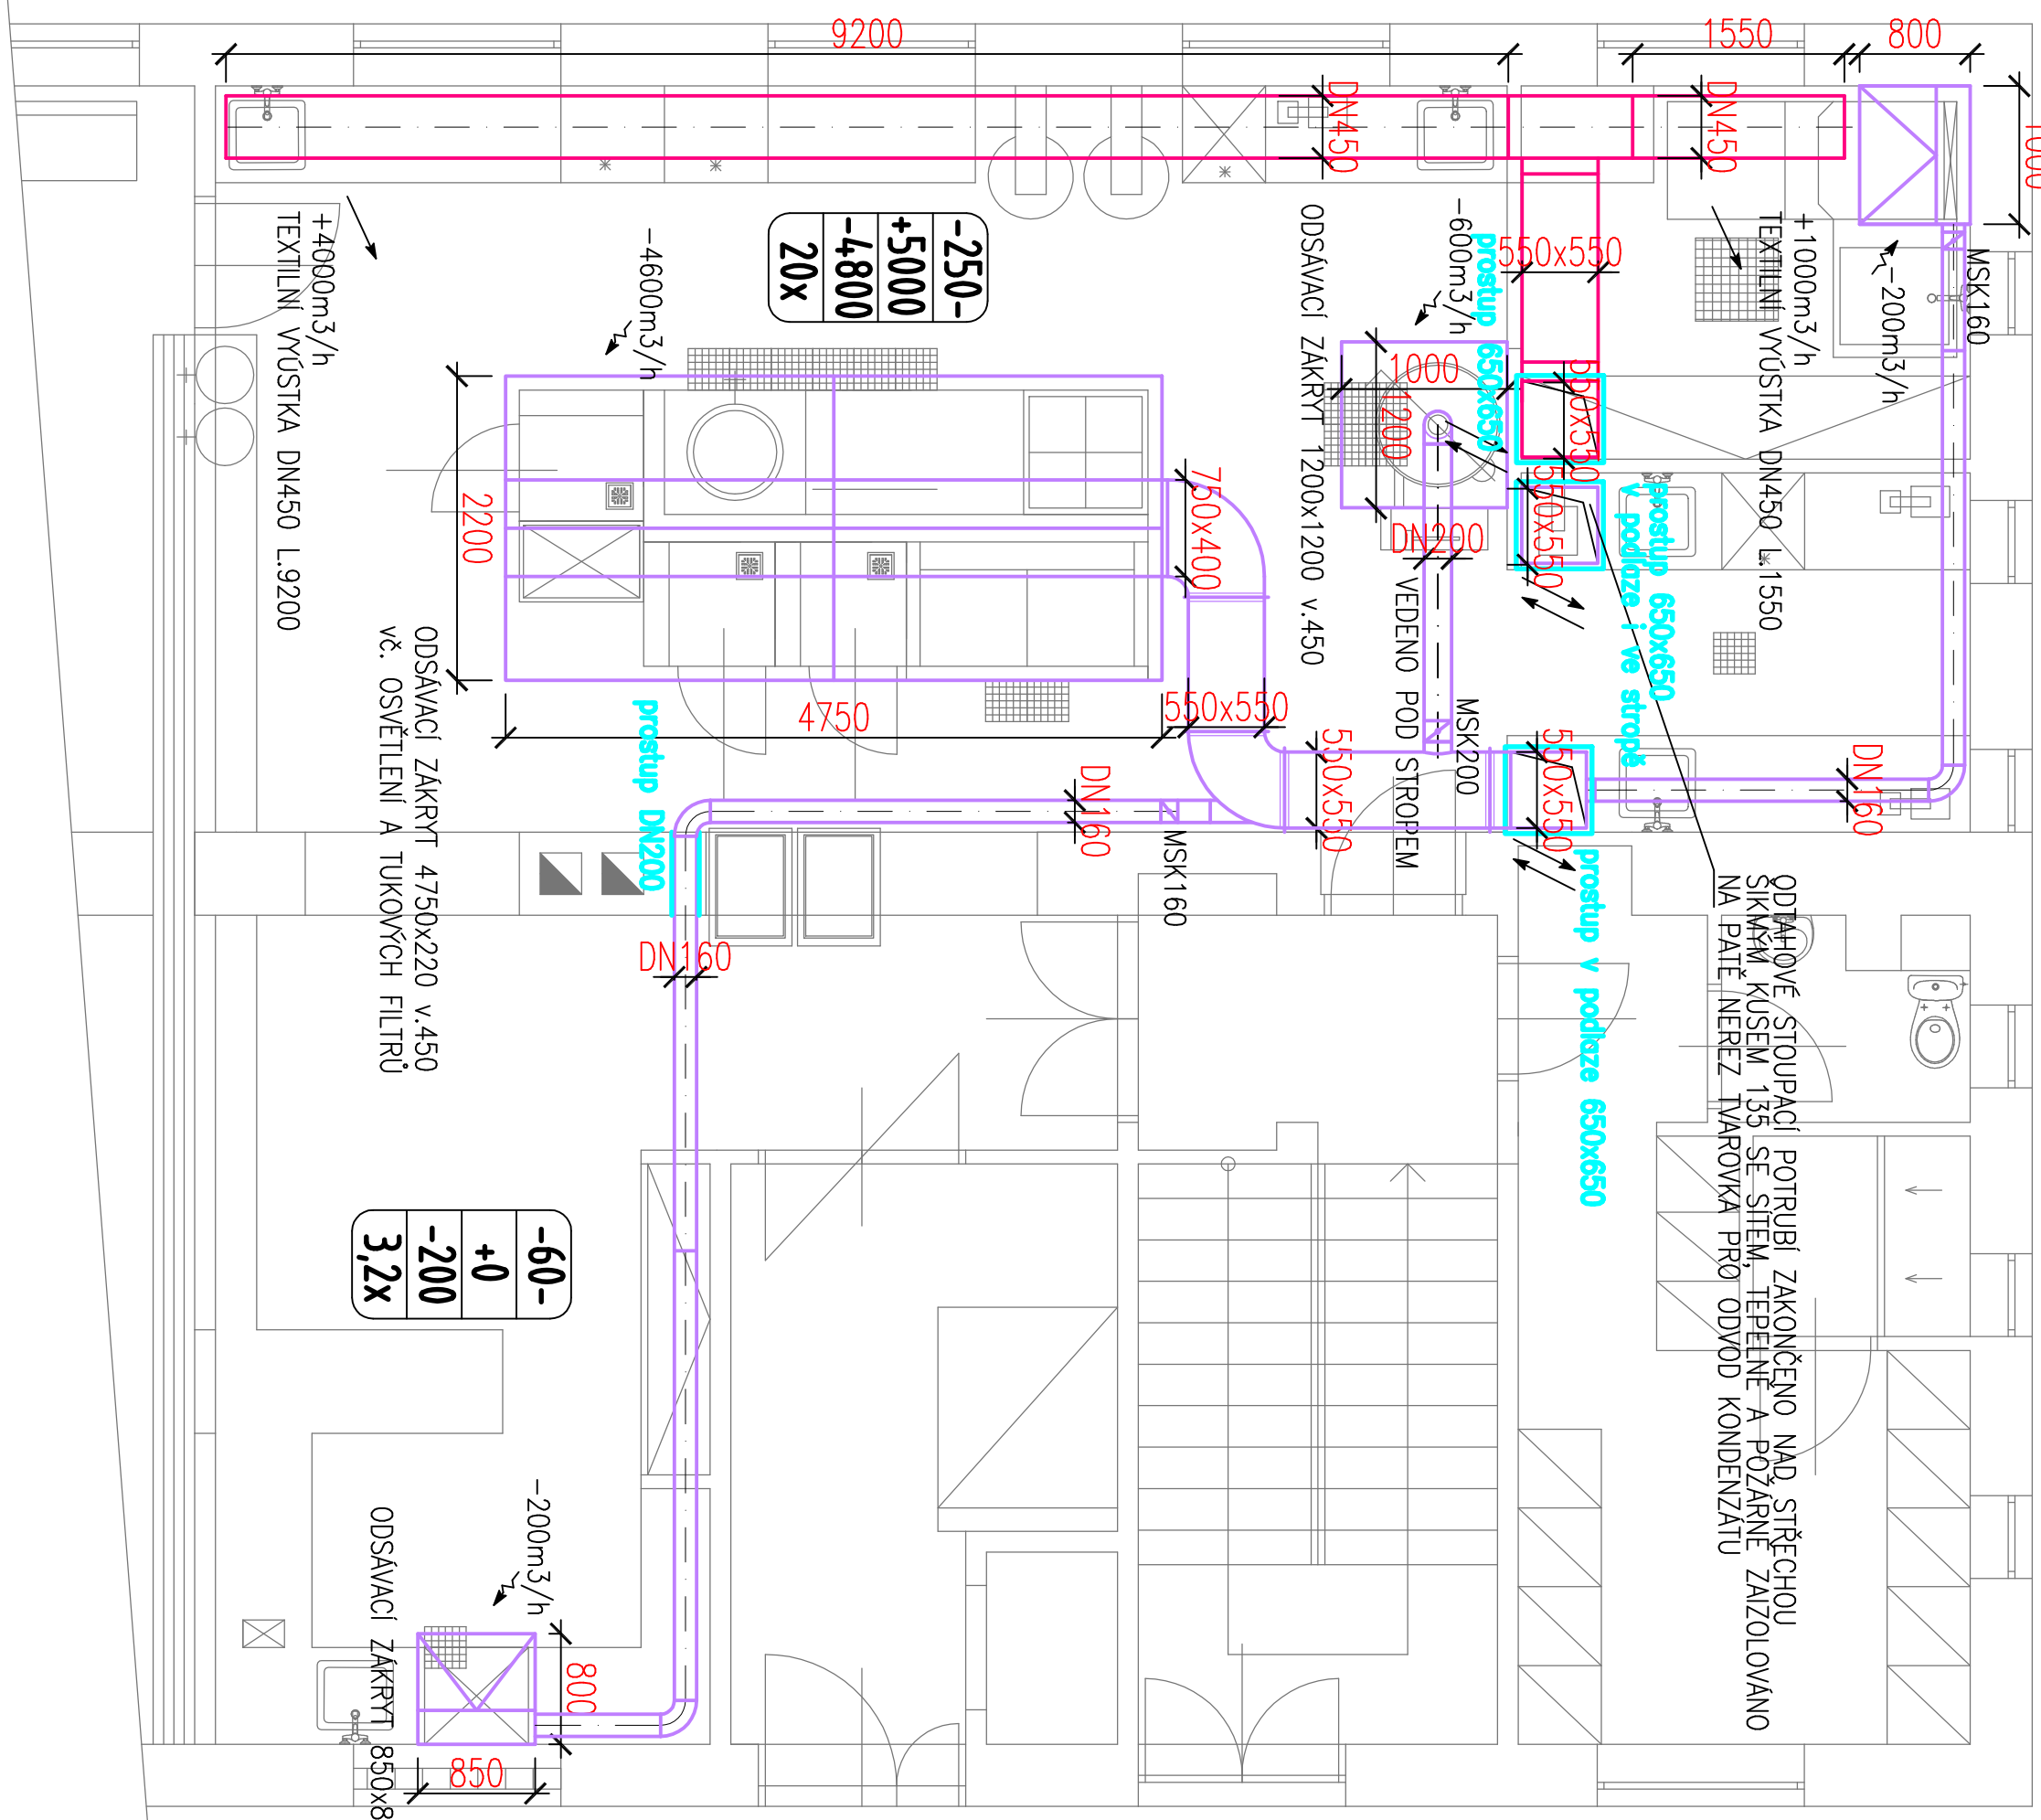 9200
1550
800
DN450
DN450
+4000m3/h
TEXTILNÍ VYÚSTKA DN450 L.9200
-4600m3/h
-250-
+5000
-4800
20x
-600m3/h
ODSÁVACÍ ZÁKRYT 1200x1200 v.450
prostup 650x650
550x550
+1000m3/h
TEXTILNÍ VYÚSTKA DN450 L.1550
-200m3/h
MSK160
1000
1200
550x550
550x550
prostup 650x650
v podlaze i ve stropě
2200
750x400
DN200
VEDENO POD STROPEM
MSK200
4750
550x550
550x550
550x550
DN160
ODSÁVACÍ ZÁKRYT 4750x220 v.450
vč. OSVĚTLENÍ A TUKOVÝCH FILTRŮ
prostup DN200
DN160
MSK160
prostup v podlaze 650x650
ODTAHOVÉ STOUPACÍ POTRUBÍ ZAKONČENO NAD STŘECHOU
ŠIKMÝM KUSEM 135 SE SÍTEM, TEPELNĚ A POŽÁRNĚ ZAIZOLOVÁNO
NA PATĚ NEREZ TVAROVKA PRO ODVOD KONDENZÁTU
DN160
-60-
+0
-200
3,2x
-200m3/h
ODSÁVACÍ ZÁKRYT 850x8
800
850